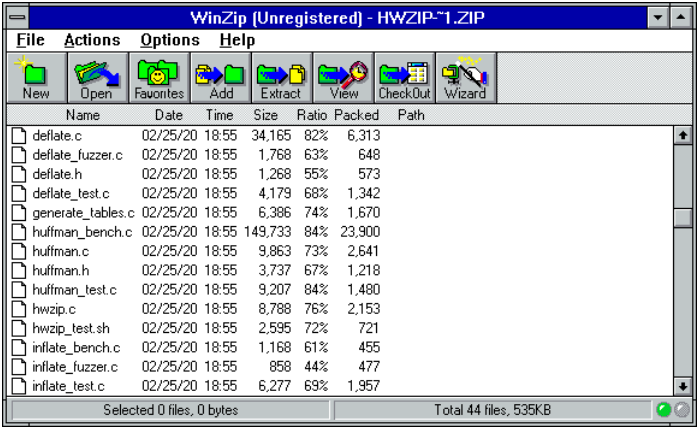 WinZip (Unregistered) - HWZIP-~1.ZIP
File Actions Options Help
New Open Favorites Add Extract View CheckOut Wizard
Name Date Time Size Ratio Packed Path
deflate.c 02/25/20 18:55 34,165 82% 6,313
deflate_fuzzer.c 02/25/20 18:55 1,768 63% 648
deflate.h 02/25/20 18:55 1,268 55% 573
deflate_test.c 02/25/20 18:55 4,179 68% 1,342
generate_tables.c 02/25/20 18:55 6,386 74% 1,670
huffman_bench.c 02/25/20 18:55 149,733 84% 23,900
huffman.c 02/25/20 18:55 9,863 73% 2,641
huffman.h 02/25/20 18:55 3,737 67% 1,218
huffman_test.c 02/25/20 18:55 9,207 84% 1,480
hwzip.c 02/25/20 18:55 8,788 76% 2,153
hwzip_test.sh 02/25/20 18:55 2,595 72% 721
inflate_bench.c 02/25/20 18:55 1,168 61% 455
inflate_fuzzer.c 02/25/20 18:55 858 44% 477
inflate_test.c 02/25/20 18:55 6,277 69% 1,957
Selected 0 files, 0 bytes Total 44 files, 535KB